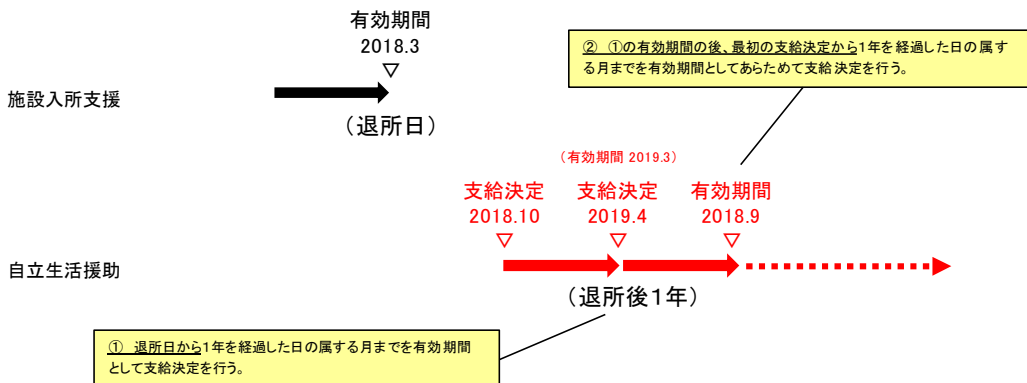 有効期間
2018.3
▽
② ①の有効期間の後、最初の支給決定から1年を経過した日の属す
る月までを有効期間としてあらためて支給決定を行う。
施設入所支援
（退所日）
（有効期間 2019.3）
支給決定 支給決定 有効期間
2018.10 2019.4 2018.9
▽ ▽ ▽
自立生活援助
（退所後1年）
① 退所日から1年を経過した日の属する月までを有効期間
として支給決定を行う。